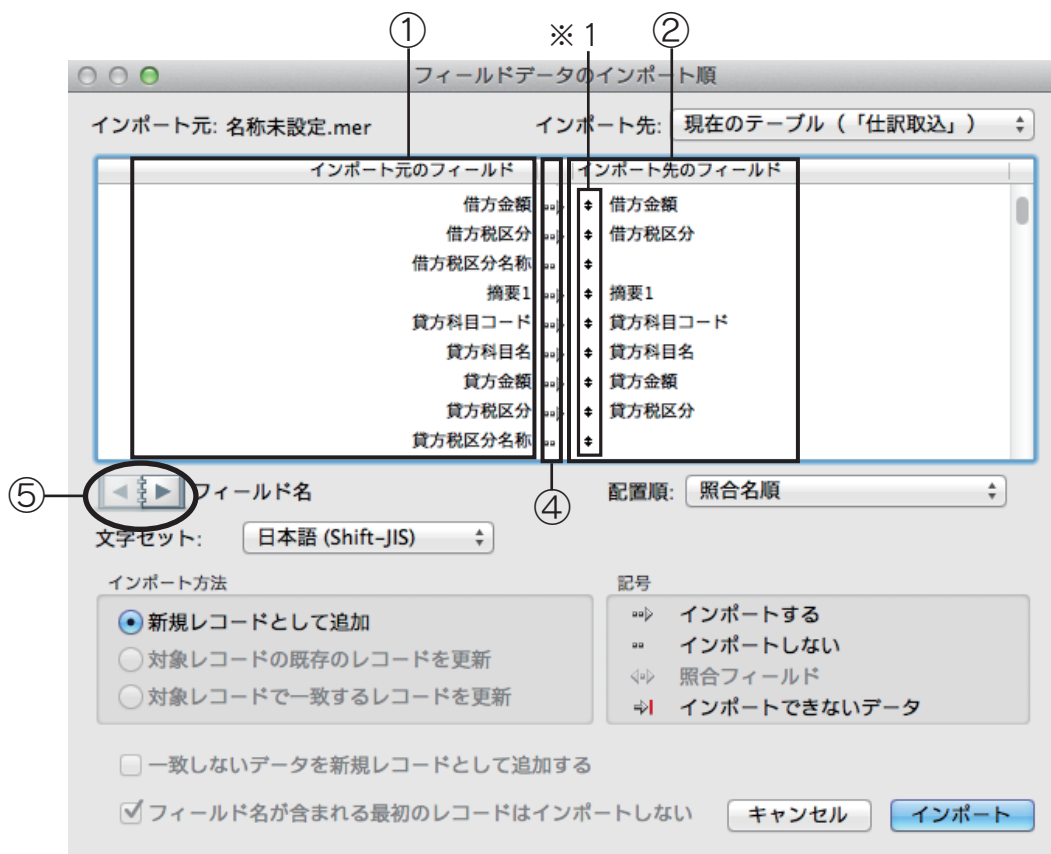 ① ※1 ②
フィールドデータのインポート順
インポート元: 名称未設定.mer インポート先: 現在のテーブル（「仕訳取込」）
インポート元のフィールド インポート先のフィールド
借方金額 借方金額
借方税区分 借方税区分
借方税区分名称
摘要1 摘要1
貸方科目コード 貸方科目コード
貸方科目名 貸方科目名
貸方金額 貸方金額
貸方税区分 貸方税区分
貸方税区分名称
⑤ フィールド名 ④ 配置順: 照合名順
文字セット: 日本語 (Shift-JIS)
インポート方法
新規レコードとして追加
対象レコードの既存のレコードを更新
対象レコードで一致するレコードを更新
記号
インポートする
インポートしない
照合フィールド
インポートできないデータ
一致しないデータを新規レコードとして追加する
フィールド名が含まれる最初のレコードはインポートしない
キャンセル インポート